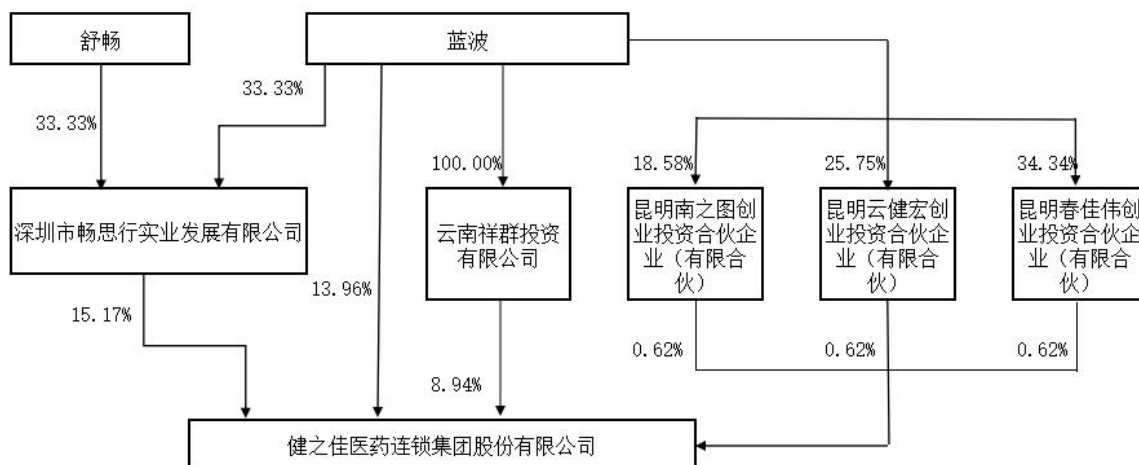 舒畅
蓝波
33.33%
33.33%
100.00%
18.58%
25.75%
34.34%
深圳市畅思行实业发展有限公司
云南祥群投资
有限公司
昆明南之图创
业投资合伙企
业（有限合
伙）
昆明云健宏创
业投资合伙企
业（有限合
伙）
昆明春佳伟创
业投资合伙企
业（有限合
伙）
15.17%
13.96%
8.94%
0.62%
0.62%
0.62%
健之佳医药连锁集团股份有限公司